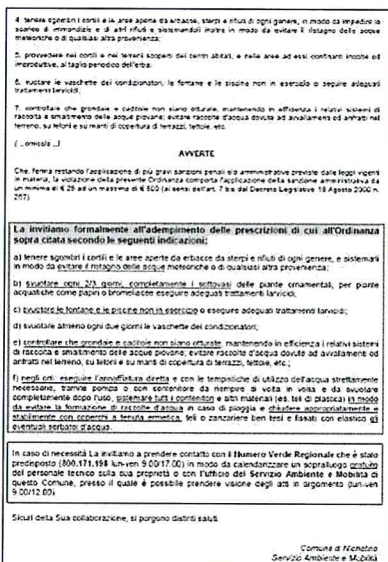 4. tenere sgombri i cortili e le aree aperte da erbacce, sterpi e rifiuti di ogni genere, in modo da impedire lo
scarico di immondizie e di altri rifiuti e sistemandoli inoltre in modo da evitare il ristagno delle acque
meteoriche o di qualsiasi altra provenienza;
5. provvedere nei cortili e nei terreni scoperti dei centri abitati, e nelle aree ad essi confinanti incolte od
improduttive, al taglio periodico dell'erba;
6. svuotare le vaschette dei condizionatori, le fontane e le piscine non in esercizio o eseguire adeguati
trattamenti larvicidi;
7. controllare che grondaie e caditoie non siano otturate, mantenendo in efficienza i relativi sistemi di
raccolta e smaltimento delle acque piovane; evitare raccolte d'acqua dovute ad avvallamenti od anfratti nel
terreno, su teloni e su manti di copertura di terrazzi, tettoie, etc.
( ...omissis ...)
AVVERTE
Che, ferma restando l'applicazione di più gravi sanzioni penali e/o amministrative previste dalle leggi vigenti
in materia, la violazione della presente Ordinanza comporta l'applicazione della sanzione amministrativa da
un minimo di € 25 ad un massimo di € 500 (ai sensi dell'art. 7 bis del Decreto Legislativo 18 Agosto 2000 n.
267)
La invitiamo formalmente all'adempimento delle prescrizioni di cui all'Ordinanza
sopra citata secondo le seguenti indicazioni:
a) tenere sgombri i cortili e le aree aperte da erbacce da sterpi e rifiuti di ogni genere, e sistemarli
in modo da evitare il ristagno delle acque meteoriche o di qualsiasi altra provenienza;
b) svuotare ogni 2/3 giorni, completamente i sottovasi delle piante ornamentali, per piante
acquatiche come papiri o bromeliacee eseguire adeguati trattamenti larvicidi;
c) svuotare le fontane e le piscine non in esercizio o eseguire adeguati trattamenti larvicidi;
d) svuotare almeno ogni due giorni le vaschette dei condizionatori;
e) controllare che grondaie e caditoie non siano otturate, mantenendo in efficienza i relativi sistemi
di raccolta e smaltimento delle acque piovane; evitare raccolte d'acqua dovute ad avvallamenti od
anfratti nel terreno, su teloni e su manti di copertura di terrazzi, tettoie, etc.;
f) negli orti: eseguire l'annaffiatura diretta e con le tempistiche di utilizzo dell'acqua strettamente
necessarie, tramite pompa o con contenitore da riempire di volta in volta e da svuotare
completamente dopo l'uso, sistemare tutti i contenitori e altri materiali (es. teli di plastica) in modo
da evitare la formazione di raccolte d'acqua in caso di pioggia e chiudere appropriatamente e
stabilmente con coperchi a tenuta ermetica, teli o zanzariere ben tesi e fissati con elastico gli
eventuali serbatoi d'acqua.
In caso di necessità La invitiamo a prendere contatto con il Numero Verde Regionale che è stato
predisposto (800.171.198 lun-ven 9.00/17.00) in modo da calendarizzare un sopralluogo gratuito
del personale tecnico sulla sua proprietà o con l'ufficio del Servizio Ambiente e Mobilità di
questo Comune, presso il quale è possibile prendere visione degli atti in argomento (lun-ven
9.00/12.00)
Sicuri della Sua collaborazione, si porgono distinti saluti.
Comune di Nichelino
Servizio Ambiente e Mobilità